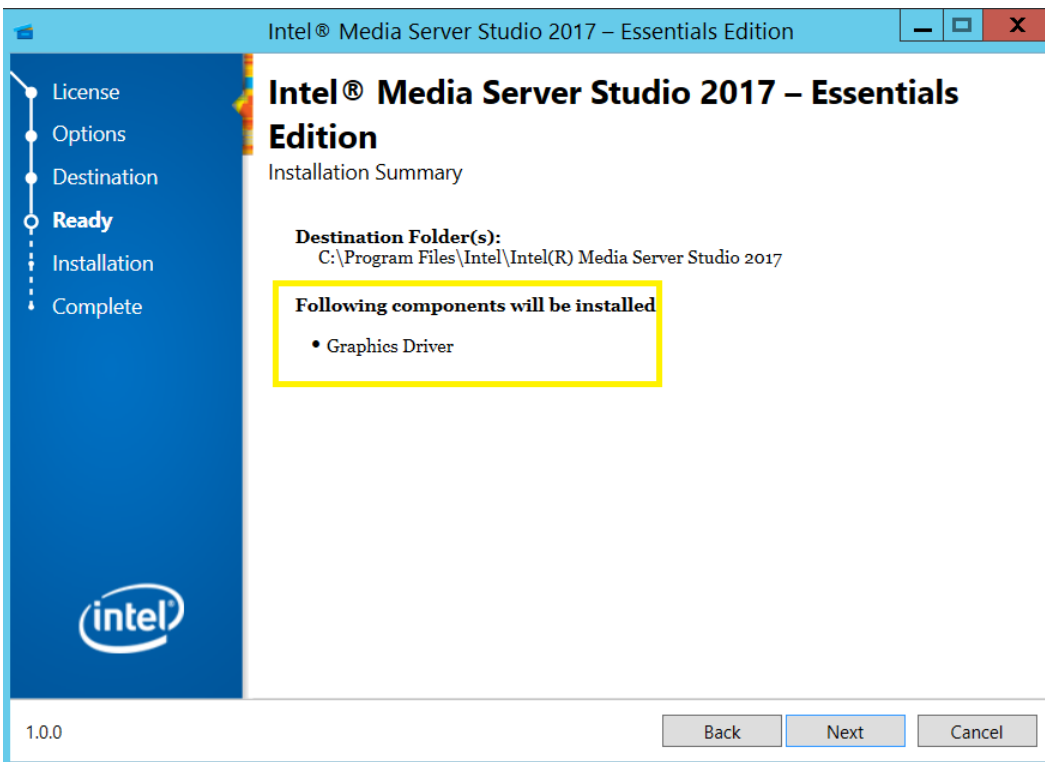 Intel® Media Server Studio 2017 – Essentials Edition
X
License
Options
Destination
Ready
Installation
Complete
intel®
Intel® Media Server Studio 2017 – Essentials
Edition
Installation Summary
Destination Folder(s):
C:\Program Files\Intel\Intel(R) Media Server Studio 2017
Following components will be installed
• Graphics Driver
1.0.0
Back
Next
Cancel